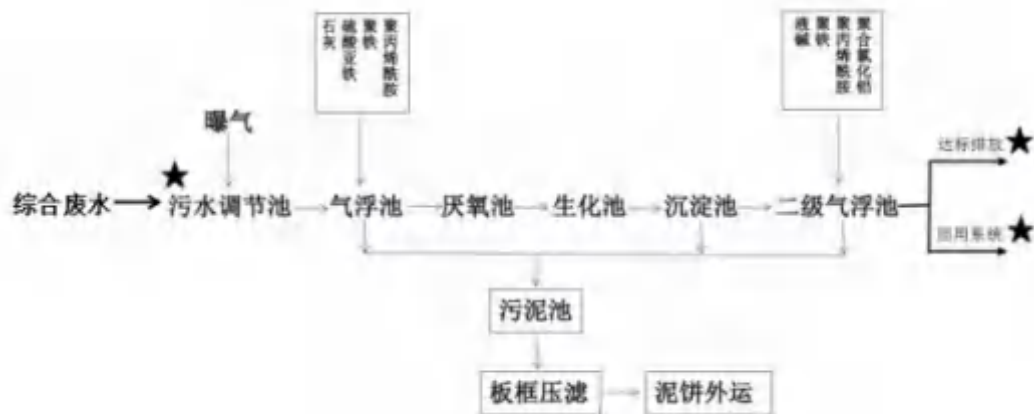 石灰
硫酸亚铁
聚铁
聚丙烯酰胺
液碱
聚铁
聚丙烯酰胺
聚合氯化铝
曝气
达标排放
综合废水
污水调节池
气浮池
厌氧池
生化池
沉淀池
二级气浮池
回用系统
污泥池
板框压滤
泥饼外运